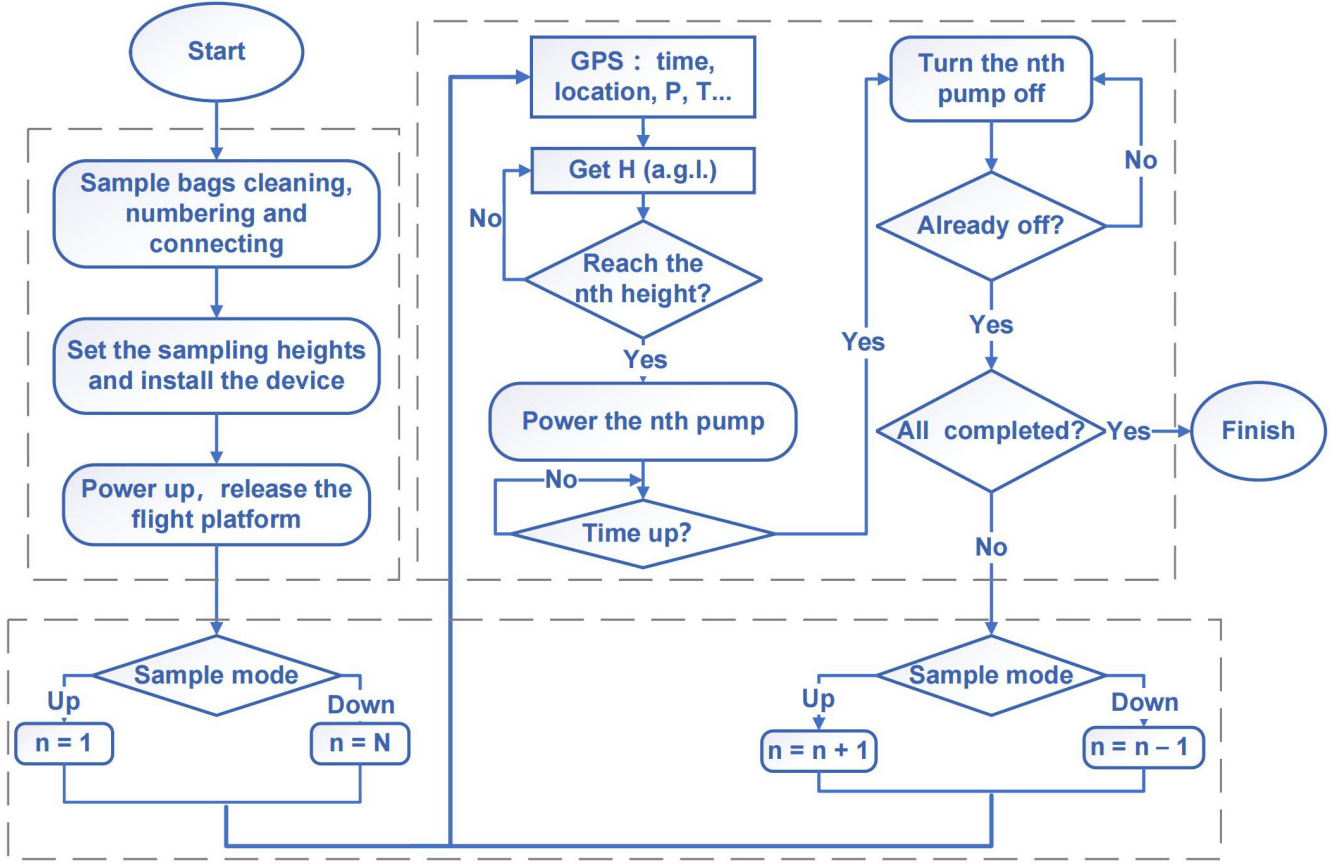 Start
Sample bags cleaning,
numbering and
connecting
Set the sampling heights
and install the device
Power up, release the
flight platform
Sample mode
Up
Down
n = 1
n = N
GPS : time,
location, P, T...
Get H (a.g.l.)
No
Reach the
nth height?
Yes
Power the nth pump
No
Time up?
Yes
Turn the nth
pump off
No
Already off?
Yes
All completed?
Yes
Finish
No
Sample mode
Up
Down
n = n + 1
n = n – 1